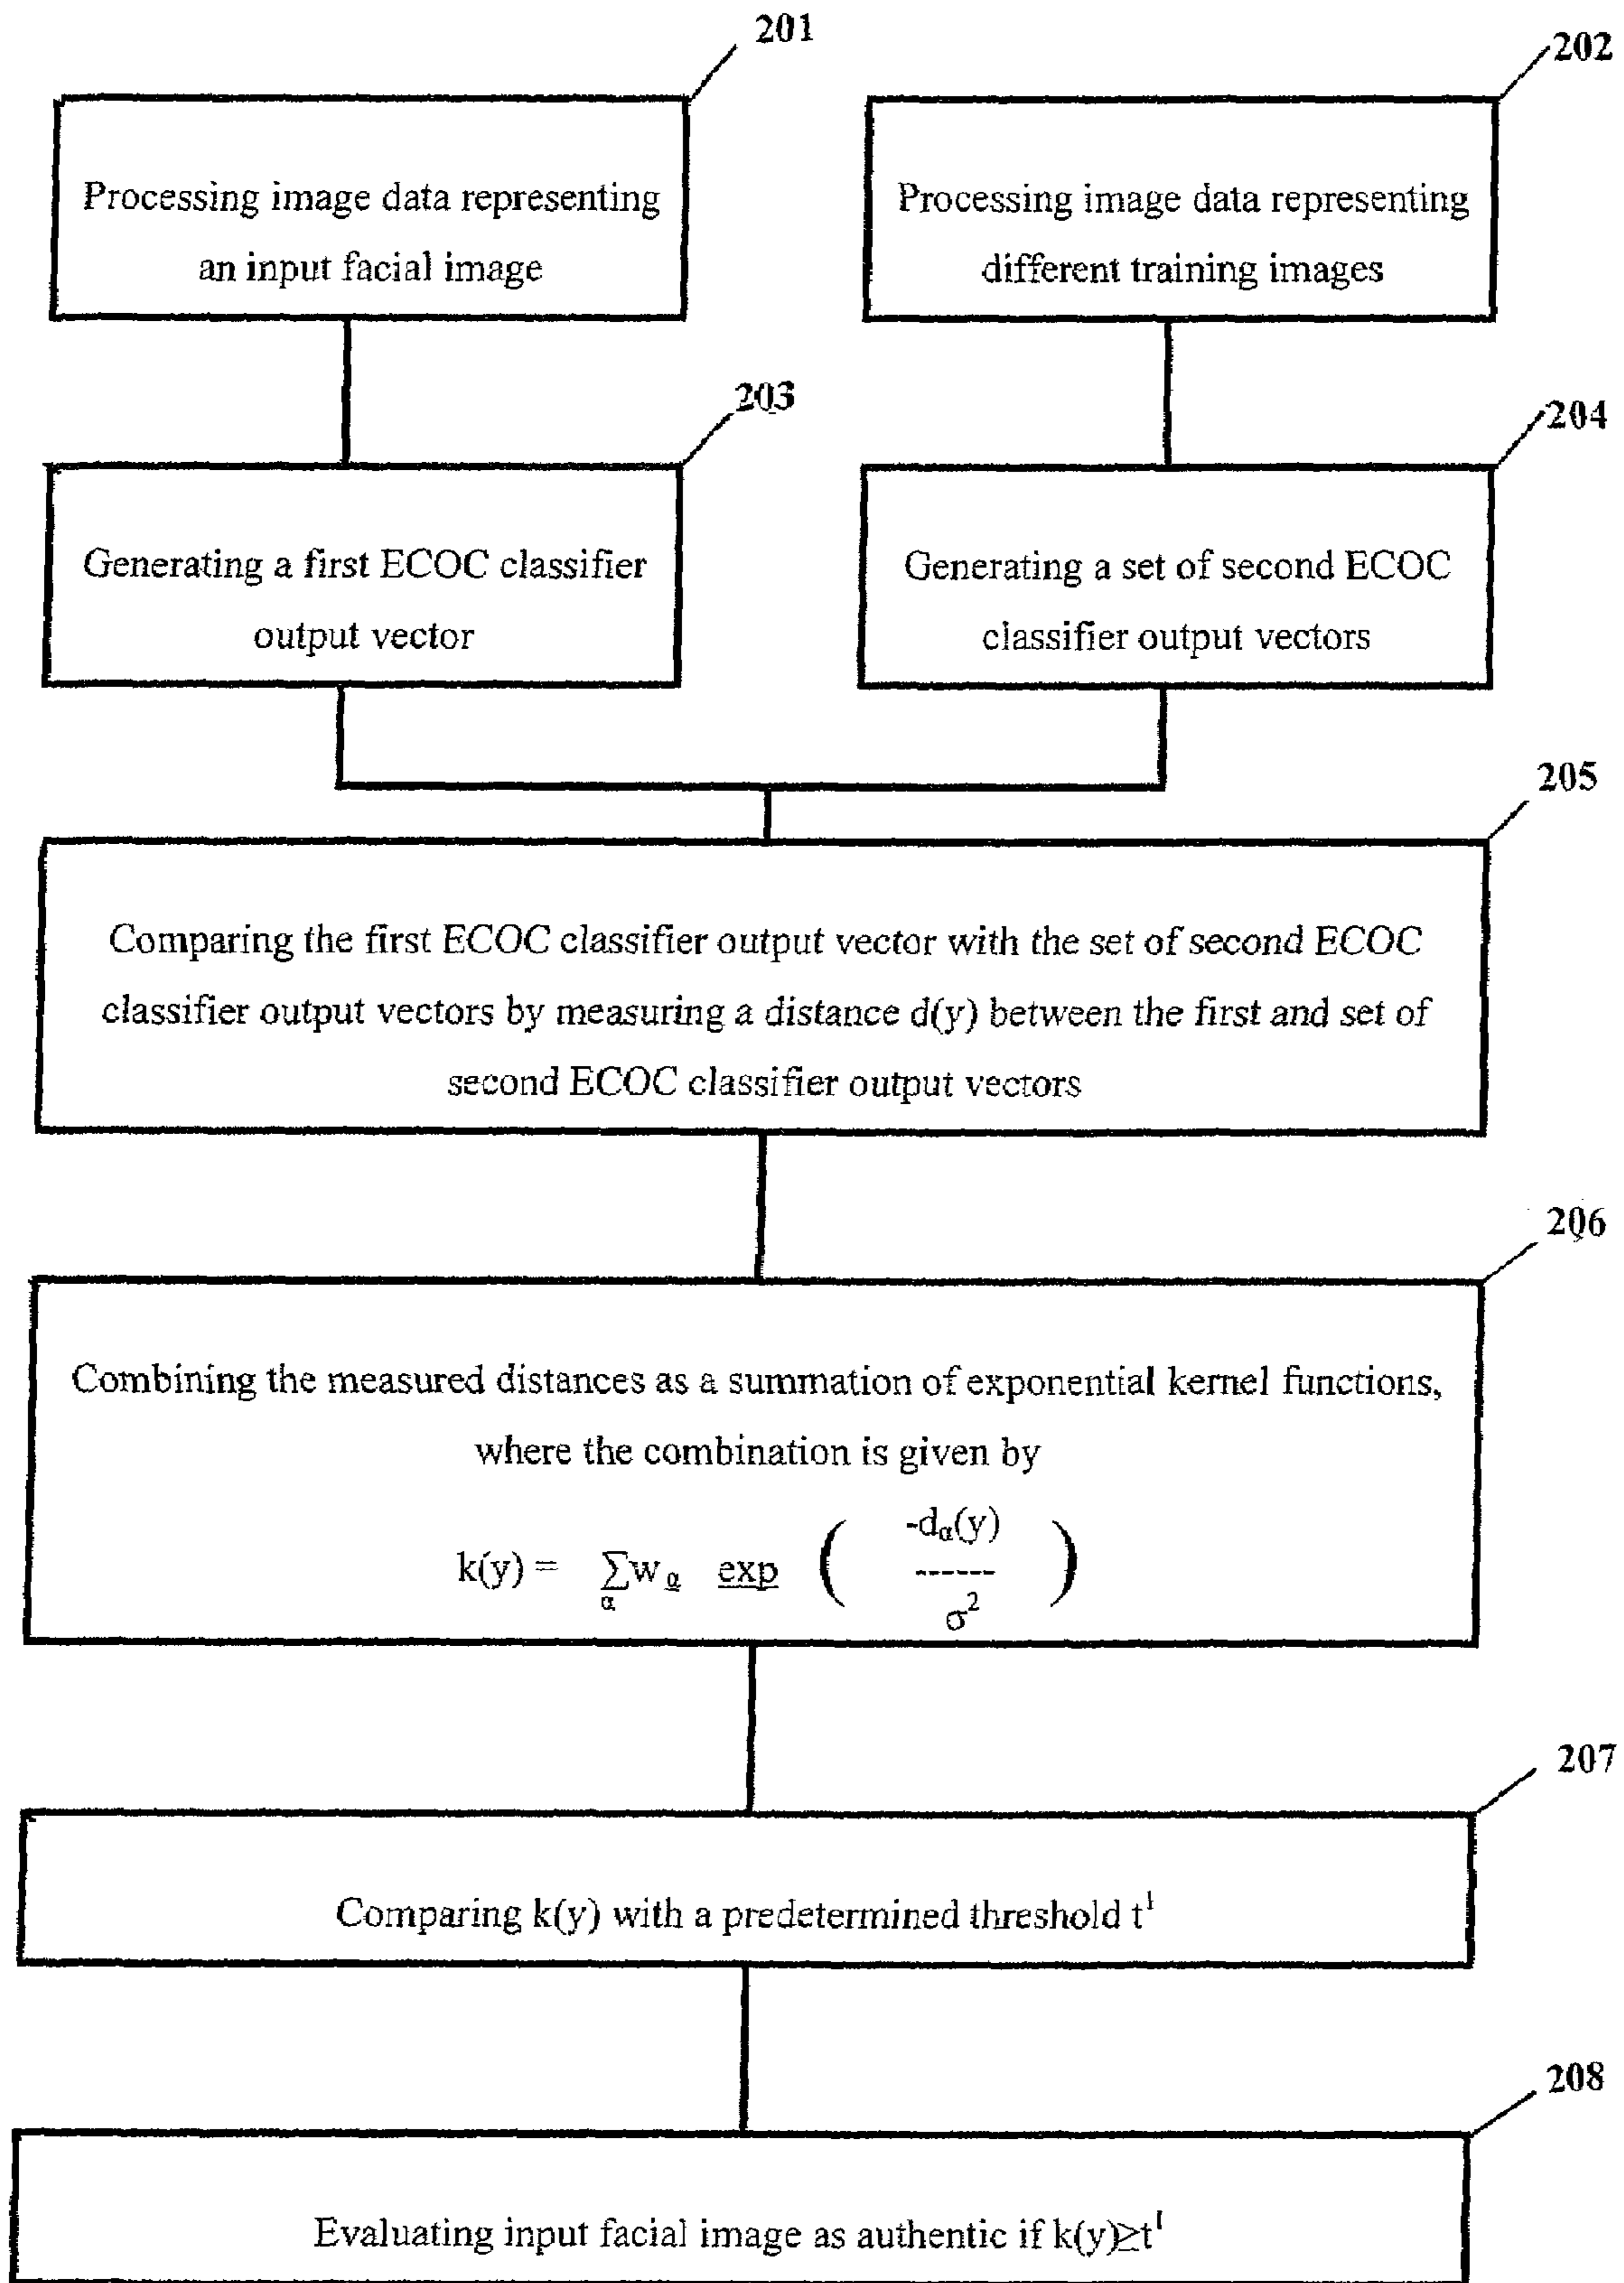 201
202
Processing image data representing
an input facial image
Processing image data representing
different training images
203
204
Generating a first ECOC classifier
output vector
Generating a set of second ECOC
classifier output vectors
205
Comparing the first ECOC classifier output vector with the set of second ECOC
classifier output vectors by measuring a distance d(y) between the first and set of
second ECOC classifier output vectors
206
Combining the measured distances as a summation of exponential kernel functions,
where the combination is given by
k(y) = ∑ w_α exp ( -d_α(y) ------ σ² )
α
207
Comparing k(y) with a predetermined threshold t¹
208
Evaluating input facial image as authentic if k(y)≥t¹